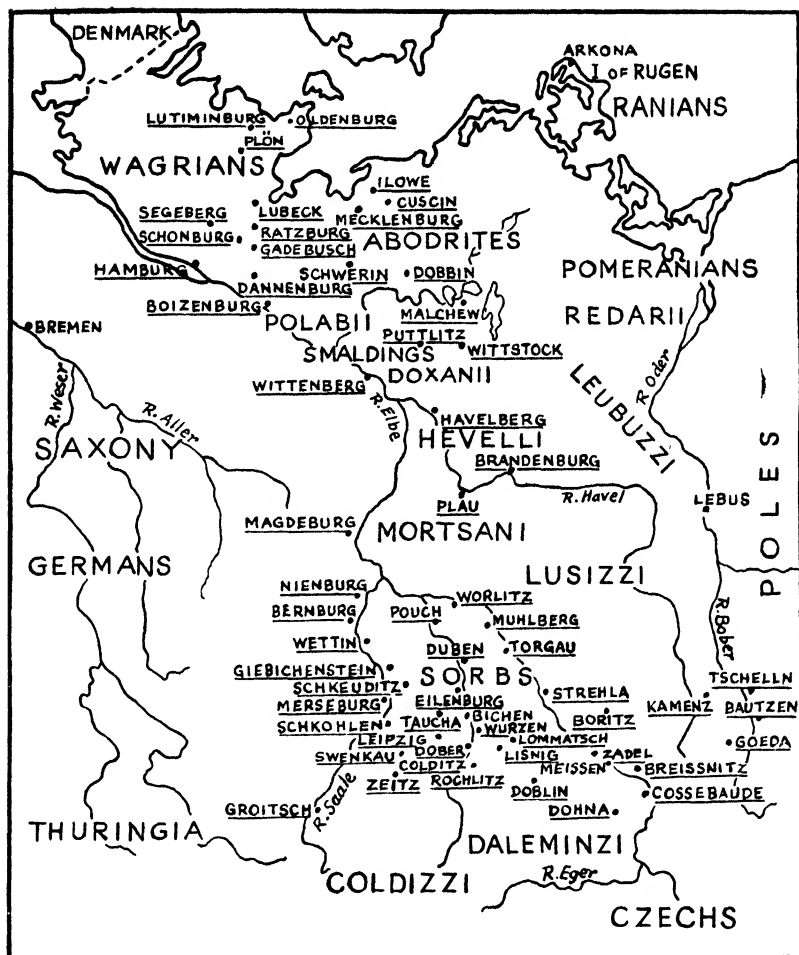 DENMARK
ARKONA
I OF RUGEN
RANIANS
LUTIMINBURG
OLDENBURG
PLÖN
WAGRIANS
ILOWE
CUSCIN
SEGEBERG
LUBECK
MECKLENBURG
SCHONBURG
RATZBURG
GADEBUSCH
ABODRITES
HAMBURG
SCHWERIN
DOBBIN
POMERANIANS
DANNENBURG
BOIZENBURG
POLABII
MALCHEW
REDARII
BREMEN
PUTTLITZ
SMALDINGS
WITTSTOCK
DOXANII
WITTENBERG
LEUBUZZI
R. Oder
R. Weser
R. Aller
R. Elbe
HAVELBERG
SAXONY
HEVELLI
BRANDENBURG
POLES
PLAU
R. Havel
LEBUS
MAGDEBURG
MORTSANI
GERMANS
LUSIZZI
NIENBURG
WORLITZ
BERNBURG
POUCH
MUHLBERG
R. Bober
WETTIN
DUBEN
TORGAU
GIEBICHENSTEIN
SORBS
TSCHELLN
SCHKEUDITZ
STREHLA
KAMENZ
BAUTZEN
MERSEBURG
EILENBURG
BORITZ
SCHKOHLEN
TAUCHA
BICHEN
WURZEN
LEIPZIG
LOMMATSCH
GOEDA
SWENKAU
DOBER
LISNIG
ZADEL
COLDITZ
MEISSEN
BREISSNITZ
ZEITZ
ROCHLITZ
DOBLIN
COSSEBAUDE
GROITSCH
R. Saale
DOHNA
THURINGIA
DALEMINZI
COLDIZZI
R. Eger
CZECHS